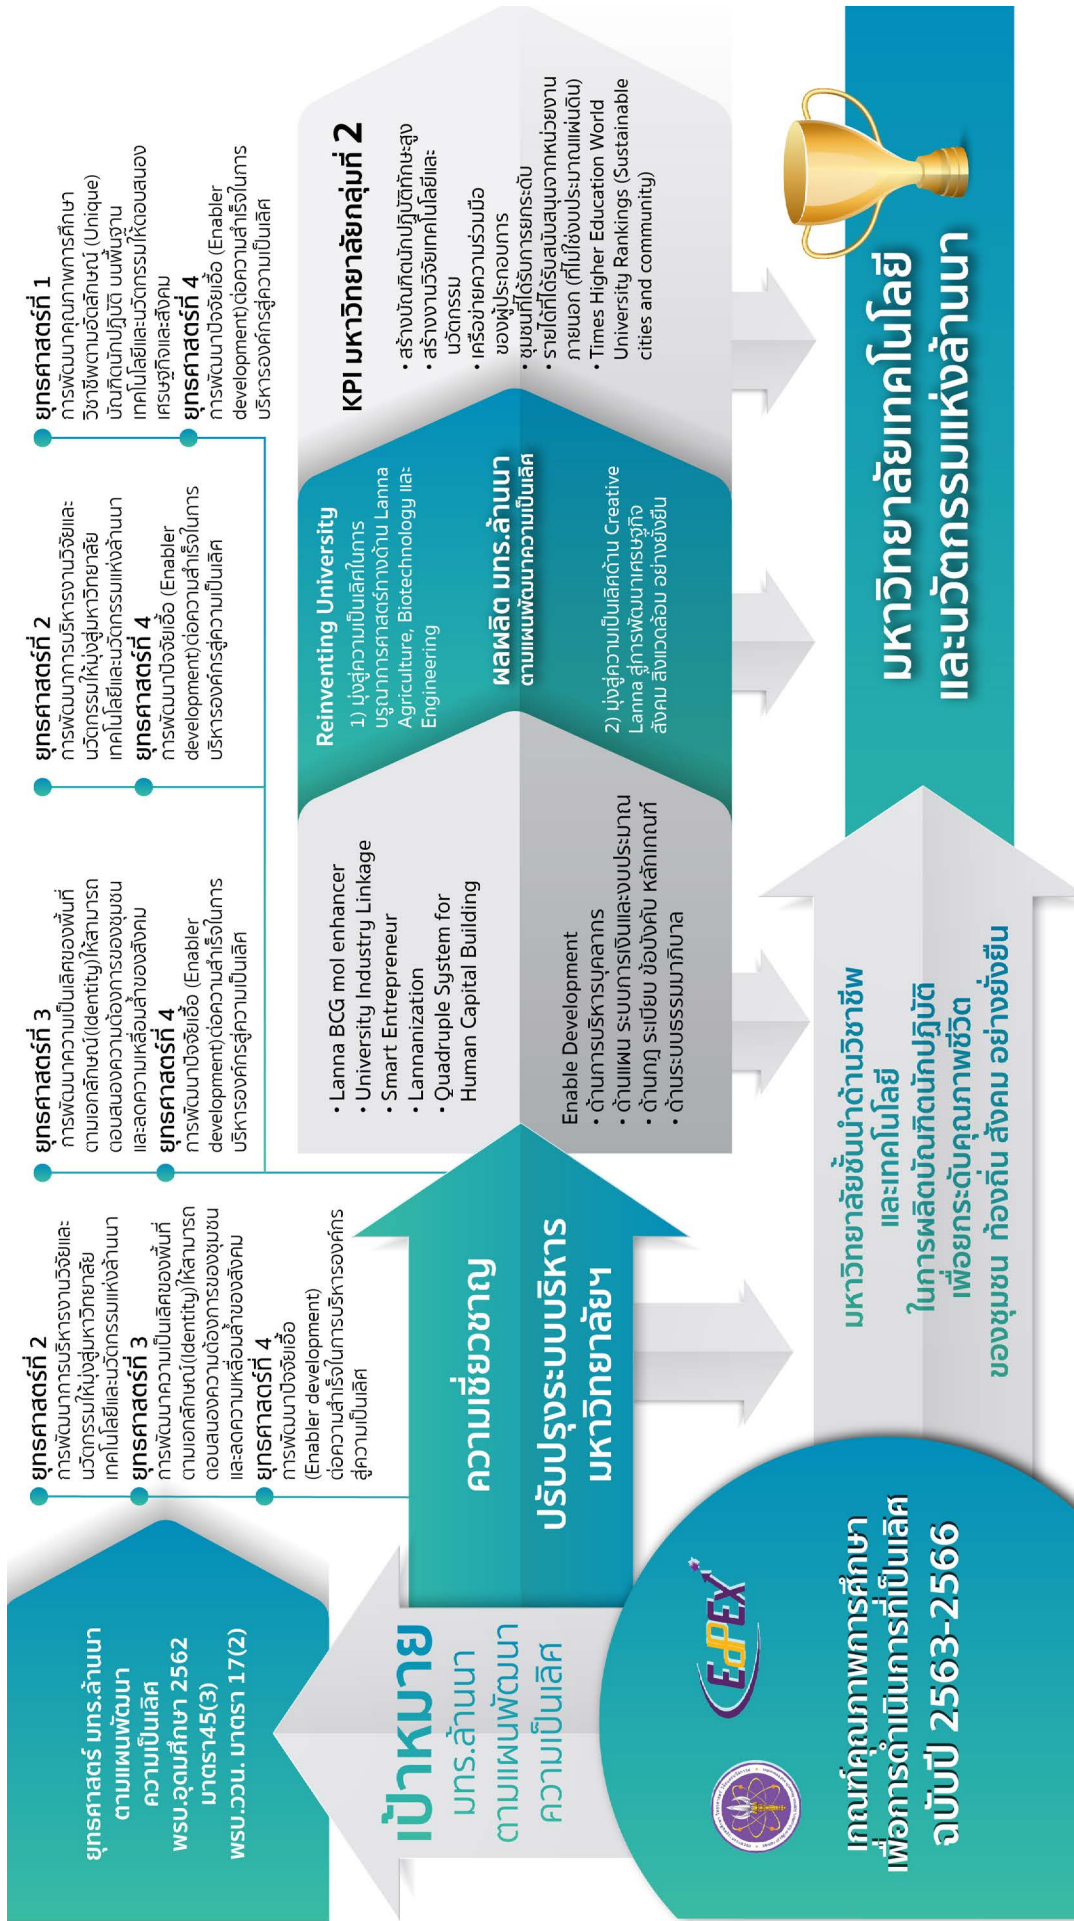 ยุทธศาสตร์ มทร.ล้านนา
ตามแผนพัฒนา
ความเป็นเลิศ
พรบ.อุดมศึกษา 2562
มาตรา45(3)
พรบ.ววน. มาตรา 17(2)
ยุทธศาสตร์ที่ 2
การพัฒนาการบริหารงานวิจัยและ
นวัตกรรมให้มุ่งสู่มหาวิทยาลัย
เทคโนโลยีและนวัตกรรมแห่งล้านนา
ยุทธศาสตร์ที่ 3
การพัฒนาความเป็นเลิศของพื้นที่
ตามเอกลักษณ์(Identity)ให้สามารถ
ตอบสนองความต้องการของชุมชน
และลดความเหลื่อมล้ำของสังคม
ยุทธศาสตร์ที่ 4
การพัฒนาปัจจัยเอื้อ
(Enabler development)
ต่อความสำเร็จในการบริหารองค์กร
สู่ความเป็นเลิศ
ยุทธศาสตร์ที่ 3
การพัฒนาความเป็นเลิศของพื้นที่
ตามเอกลักษณ์(Identity)ให้สามารถ
ตอบสนองความต้องการของชุมชน
และลดความเหลื่อมล้ำของสังคม
ยุทธศาสตร์ที่ 4
การพัฒนาปัจจัยเอื้อ (Enabler
development)ต่อความสำเร็จในการ
บริหารองค์กรสู่ความเป็นเลิศ
ยุทธศาสตร์ที่ 2
การพัฒนาการบริหารงานวิจัยและ
นวัตกรรมให้มุ่งสู่มหาวิทยาลัย
เทคโนโลยีและนวัตกรรมแห่งล้านนา
ยุทธศาสตร์ที่ 4
การพัฒนาปัจจัยเอื้อ (Enabler
development)ต่อความสำเร็จในการ
บริหารองค์กรสู่ความเป็นเลิศ
ยุทธศาสตร์ที่ 1
การพัฒนาคุณภาพการศึกษา
วิชาชีพตามอัตลักษณ์ (Unique)
บัณฑิตนักปฏิบัติ บนพื้นฐาน
เทคโนโลยีและนวัตกรรมให้ตอบสนอง
เศรษฐกิจและสังคม
ยุทธศาสตร์ที่ 4
การพัฒนาปัจจัยเอื้อ (Enabler
development)ต่อความสำเร็จในการ
บริหารองค์กรสู่ความเป็นเลิศ
เป้าหมาย
มทร.ล้านนา
ตามแผนพัฒนา
ความเป็นเลิศ
ความเชี่ยวชาญ
ปรับปรุงระบบบริหาร
มหาวิทยาลัยฯ
• Lanna BCG mol enhancer
• University Industry Linkage
• Smart Entrepreneur
• Lannanization
• Quadruple System for
Human Capital Building
Enable Development
• ด้านการบริหารบุคลากร
• ด้านแผน ระบบการเงินและงบประมาณ
• ด้านกฎ ระเบียบ ข้อบังคับ หลักเกณฑ์
• ด้านระบบธรรมมาภิบาล
Reinventing University
1) มุ่งสู่ความเป็นเลิศในการ
บรูณาการศาสตร์ทางด้าน Lanna
Agriculture, Biotechnology และ
Engineering
ผลผลิต มทร.ล้านนา
ตามแผนพัฒนาความเป็นเลิศ
2) มุ่งสู่ความเป็นเลิศด้าน Creative
Lanna สู่การพัฒนาเศรษฐกิจ
สังคม สิ่งแวดล้อม อย่างยั่งยืน
KPI มหาวิทยาลัยกลุ่มที่ 2
• สร้างบัณฑิตนักปฏิบัติทักษะสูง
• สร้างงานวิจัยเทคโนโลยีและ
นวัตกรรม
• เครือข่ายความร่วมมือ
ของผู้ประกอบการ
• ชุมชนที่ได้รับการยกระดับ
• รายได้ที่ได้รับสนับสนุนจากหน่วยงาน
ภายนอก (ที่ไม่ใช่งบประมาณแผ่นดิน)
• Times Higher Education World
University Rankings (Sustainable
cities and community)
EdPEx
เกณฑ์คุณภาพการศึกษา
เพื่อการดำเนินการที่เป็นเลิศ
ฉบับปี 2563-2566
มหาวิทยาลัยชั้นนำด้านวิชาชีพ
และเทคโนโลยี
ในการผลิตบัณฑิตนักปฏิบัติ
เพื่อยกระดับคุณภาพชีวิต
ของชุมชน ท้องถิ่น สังคม อย่างยั่งยืน
มหาวิทยาลัยเทคโนโลยี
และนวัตกรรมแห่งล้านนา